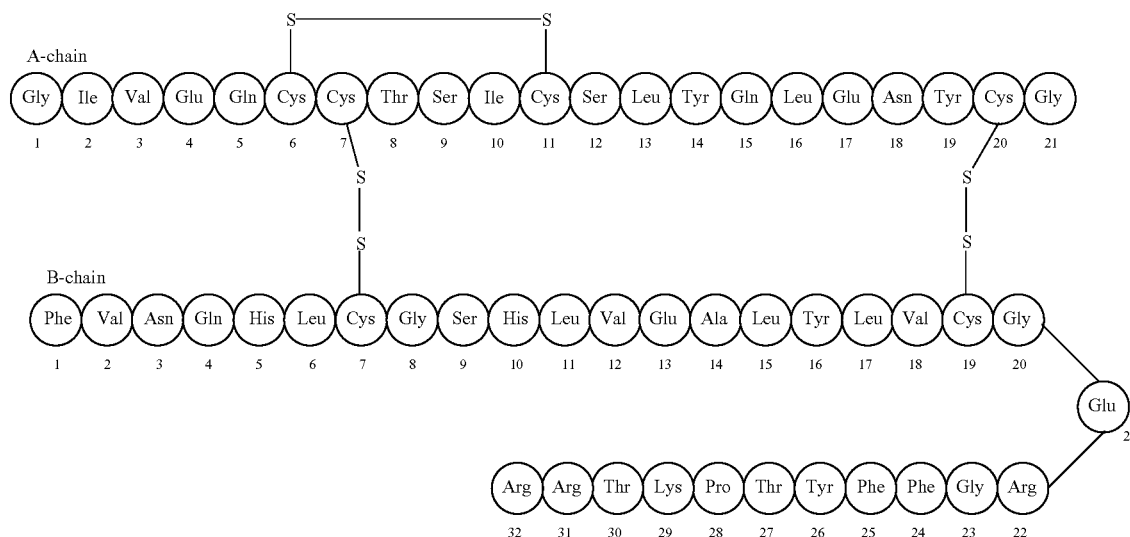 S S
A-chain
Gly Ile Val Glu Gln Cys Cys Thr Ser Ile Cys Ser Leu Tyr Gln Leu Glu Asn Tyr Cys Gly
1 2 3 4 5 6 7 8 9 10 11 12 13 14 15 16 17 18 19 20 21
S S
S S
B-chain
Phe Val Asn Gln His Leu Cys Gly Ser His Leu Val Glu Ala Leu Tyr Leu Val Cys Gly
1 2 3 4 5 6 7 8 9 10 11 12 13 14 15 16 17 18 19 20
Glu
2
Arg Arg Thr Lys Pro Thr Tyr Phe Phe Gly Arg
32 31 30 29 28 27 26 25 24 23 22